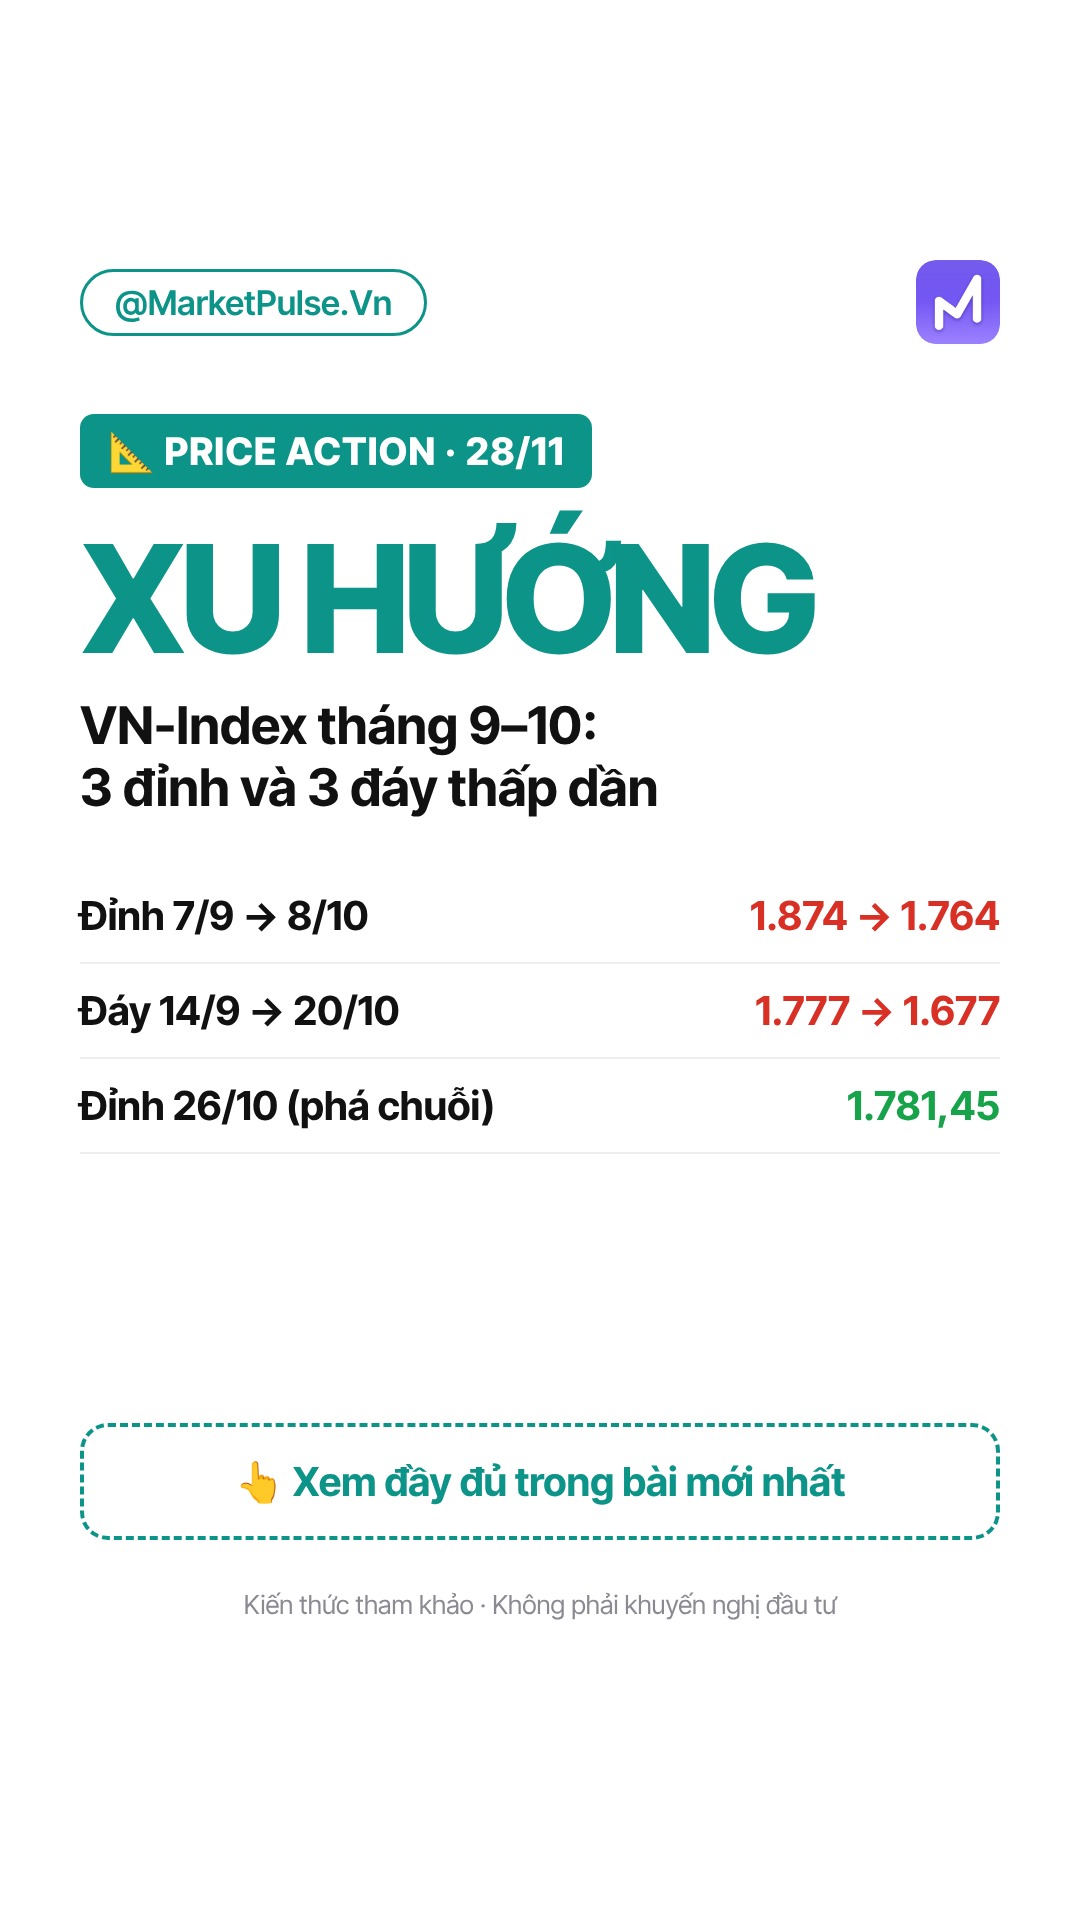 @MarketPulse.Vn
📐 PRICE ACTION · 28/11
XU HƯỚNG
VN-Index tháng 9–10:
3 đỉnh và 3 đáy thấp dần
Đỉnh 7/9 → 8/10 1.874 → 1.764
Đáy 14/9 → 20/10 1.777 → 1.677
Đỉnh 26/10 (phá chuỗi) 1.781,45
👆 Xem đầy đủ trong bài mới nhất
Kiến thức tham khảo · Không phải khuyến nghị đầu tư